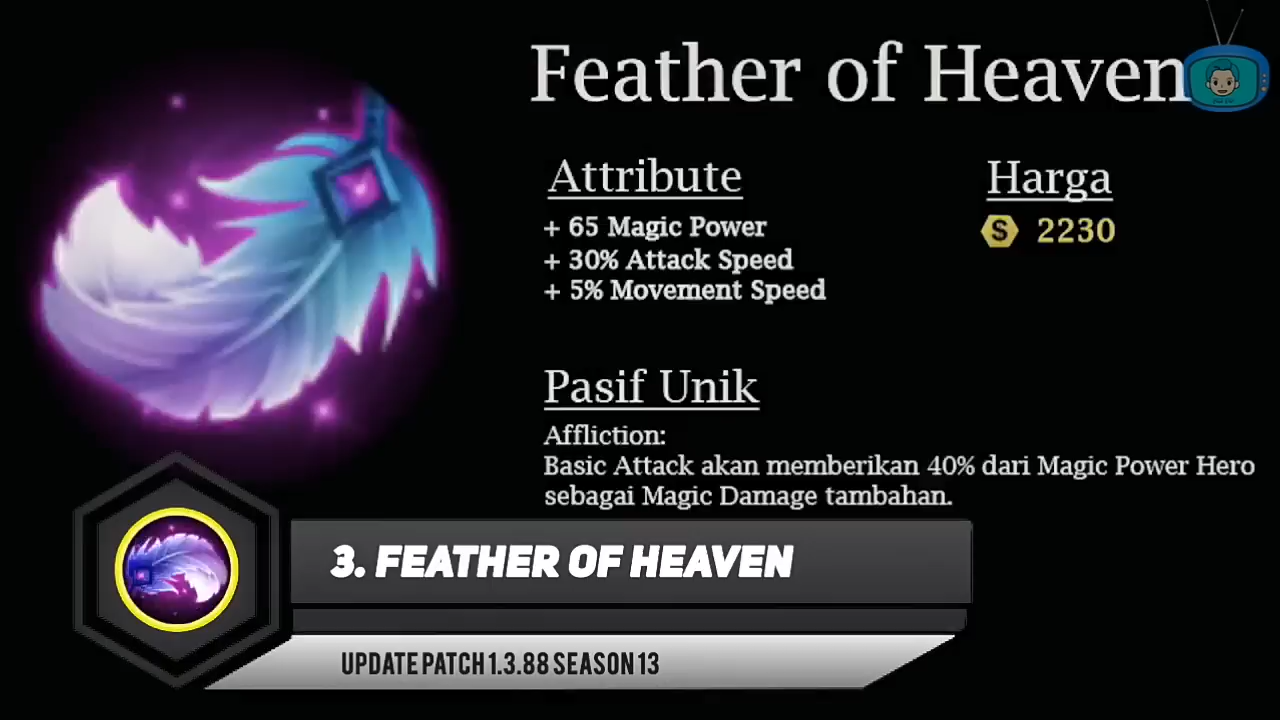 Feather of Heaven
Attribute
+ 65 Magic Power
+ 30% Attack Speed
+ 5% Movement Speed
Harga
S 2230
Pasif Unik
Affliction:
Basic Attack akan memberikan 40% dari Magic Power Hero
sebagai Magic Damage tambahan.
3. FEATHER OF HEAVEN
UPDATE PATCH 1.3.88 SEASON 13